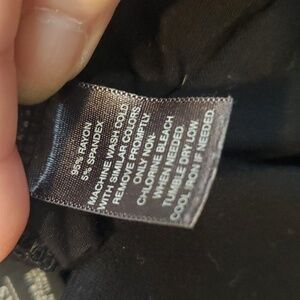 95% RAYON
5% SPANDEX
MACHINE WASH COLD
WITH SIMILAR COLORS
REMOVE PROMPTLY
ONLY NON-
CHLORINE BLEACH
WHEN NEEDED
TUMBLE DRY LOW
COOL IRON IF NEEDED